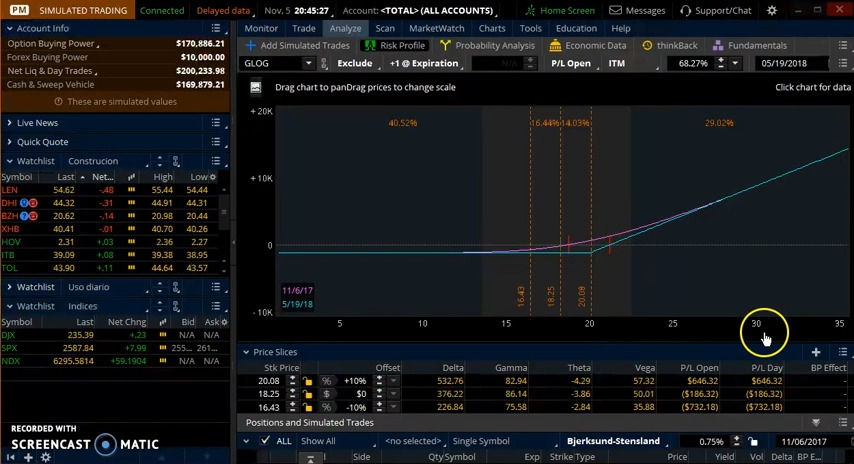 PM SIMULATED TRADING Connected Delayed data Nov, 5 20:45:27 Account: <TOTAL> (ALL ACCOUNTS) Home Screen Messages Support/Chat
Account Info
Option Buying Power $170,886.21
Forex Buying Power $10,000.00
Net Liq & Day Trades $200,233.98
Cash & Sweep Vehicle $169,879.21
These are simulated values
Live News
Quick Quote
Watchlist Construcion
Symbol Last Net... High Low
LEN 54.62 -.48 55.44 54.44
DHI 44.32 -.31 44.91 44.31
BZH 20.62 -.14 20.98 20.44
XHB 40.41 -.01 40.70 40.26
HOV 2.31 +.03 2.36 2.27
ITB 39.09 +.08 39.38 38.95
TOL 43.90 +.11 44.64 43.57
Watchlist Uso diario
Watchlist Indices
Symbol Last Net Chng Bid Ask
DJX 235.39 +.23 N/A N/A
SPX 2587.84 +7.99 255... 261...
NDX 6295.5814 +59.1904 N/A N/A
RECORDED WITH
SCREENCAST MATIC
Monitor Trade Analyze Scan MarketWatch Charts Tools Education Help
Add Simulated Trades Risk Profile Probability Analysis Economic Data thinkBack Fundamentals
GLOG Exclude +1 @ Expiration N/A P/L Open ITM 68.27% 05/19/2018
Drag chart to panDrag prices to change scale Click chart for data
+20K
40.52% 16.44% 14.03% 29.02%
+10K
0
-10K
11/6/17
5/19/18
16.43 18.25 20.08
5 10 15 20 25 30 35
Price Slices
Stk Price Offset Delta Gamma Theta Vega P/L Open P/L Day BP Effect
20.08 % +10% 532.76 82.94 -4.29 57.32 $646.32 $646.32 -
18.25 $ $0 376.22 86.14 -3.86 50.01 ($186.32) ($186.32) -
16.43 % -10% 226.84 75.58 -2.84 35.88 ($732.18) ($732.18) -
Positions and Simulated Trades
ALL Show All <no selected> Single Symbol Bjerksund-Stensland 0.75% 11/06/2017
Side Qty Symbol Exp Strike Type Trd Price Yield Vol Delta BP E...